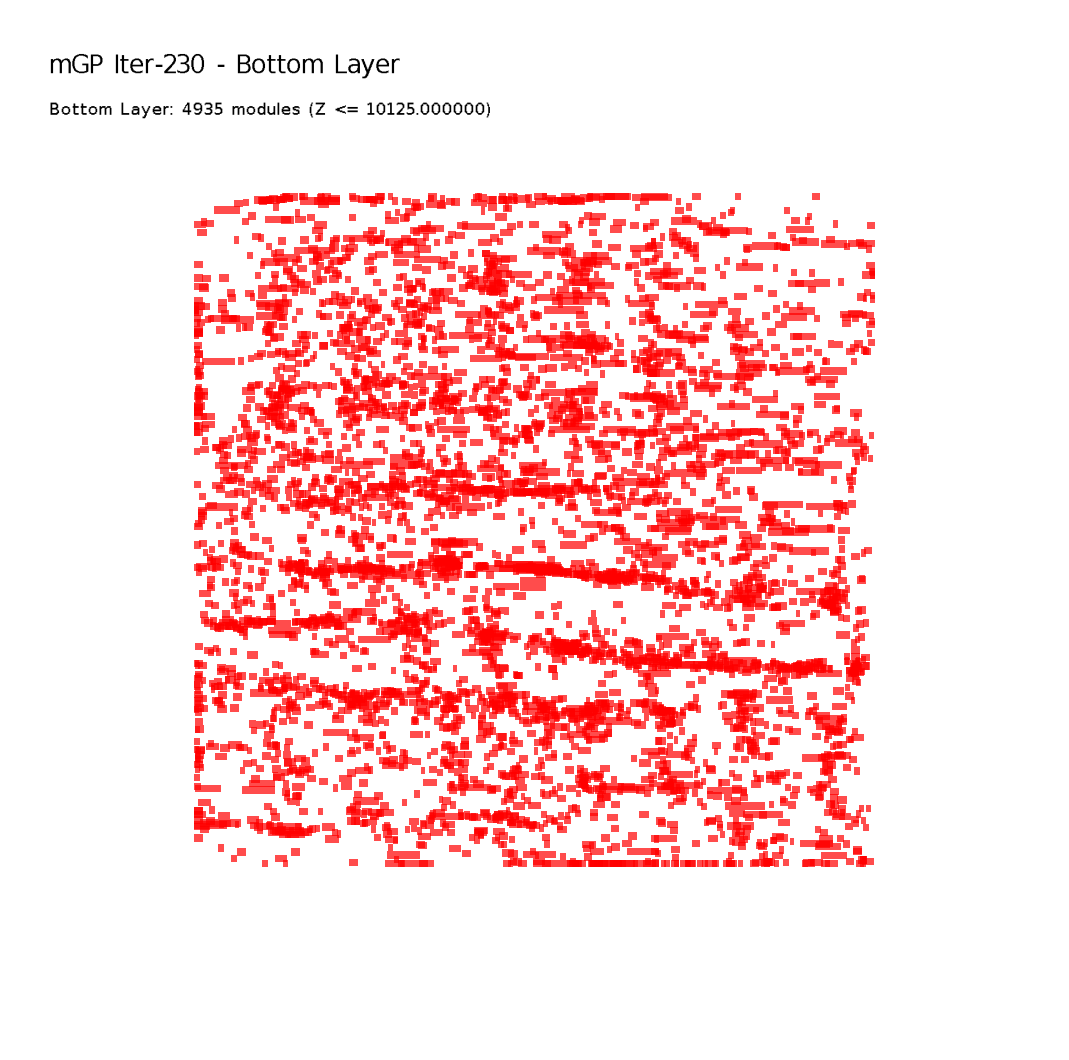 mGP Iter-230 - Bottom Layer
Bottom Layer: 4935 modules (Z <= 10125.000000)